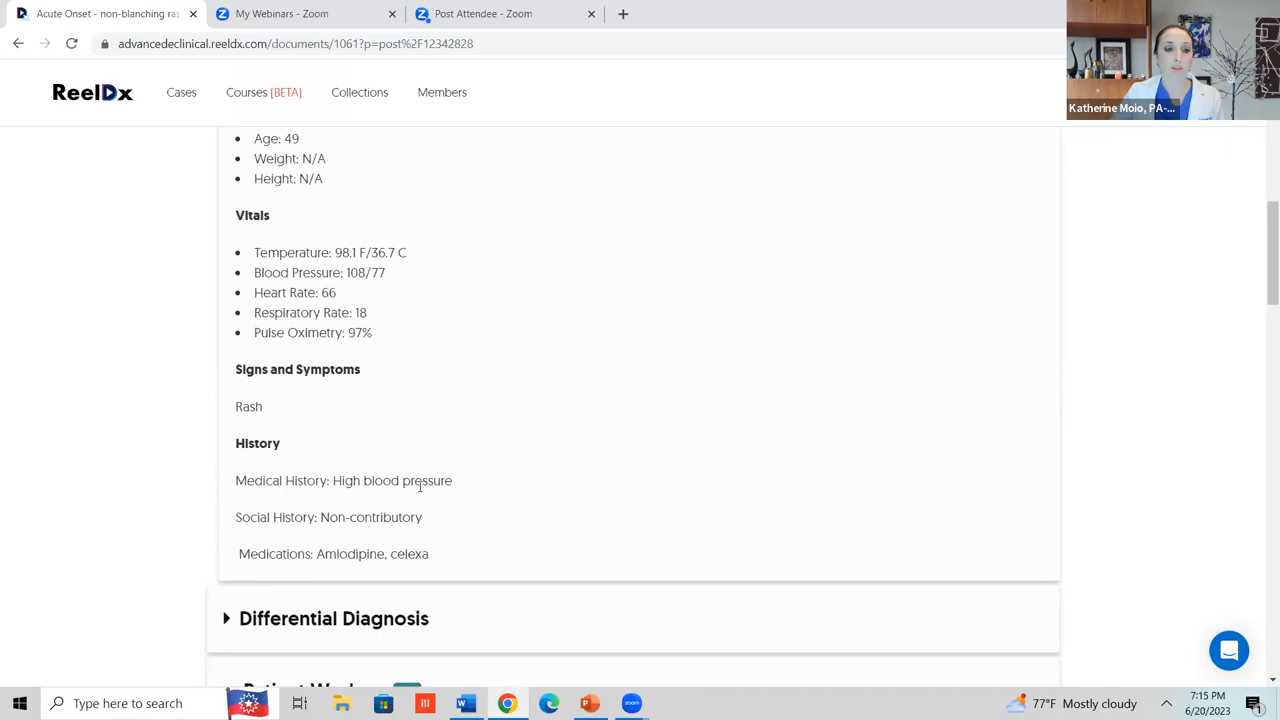 Acute Onset - non-blanching ras
My Webinars - Zoom
Post Attendee - Zoom
advancedclinical.reeldx.com/documents/1061?p=post%2F12342828
Katherine Moio, PA-...
ReelDx
Cases
Courses [BETA]
Collections
Members
Age: 49
Weight: N/A
Height: N/A
Vitals
Temperature: 98.1 F/36.7 C
Blood Pressure: 108/77
Heart Rate: 66
Respiratory Rate: 18
Pulse Oximetry: 97%
Signs and Symptoms
Rash
History
Medical History: High blood pressure
Social History: Non-contributory
Medications: Amlodipine, celexa
Differential Diagnosis
Type here to search
77°F Mostly cloudy
7:15 PM
6/20/2023
1